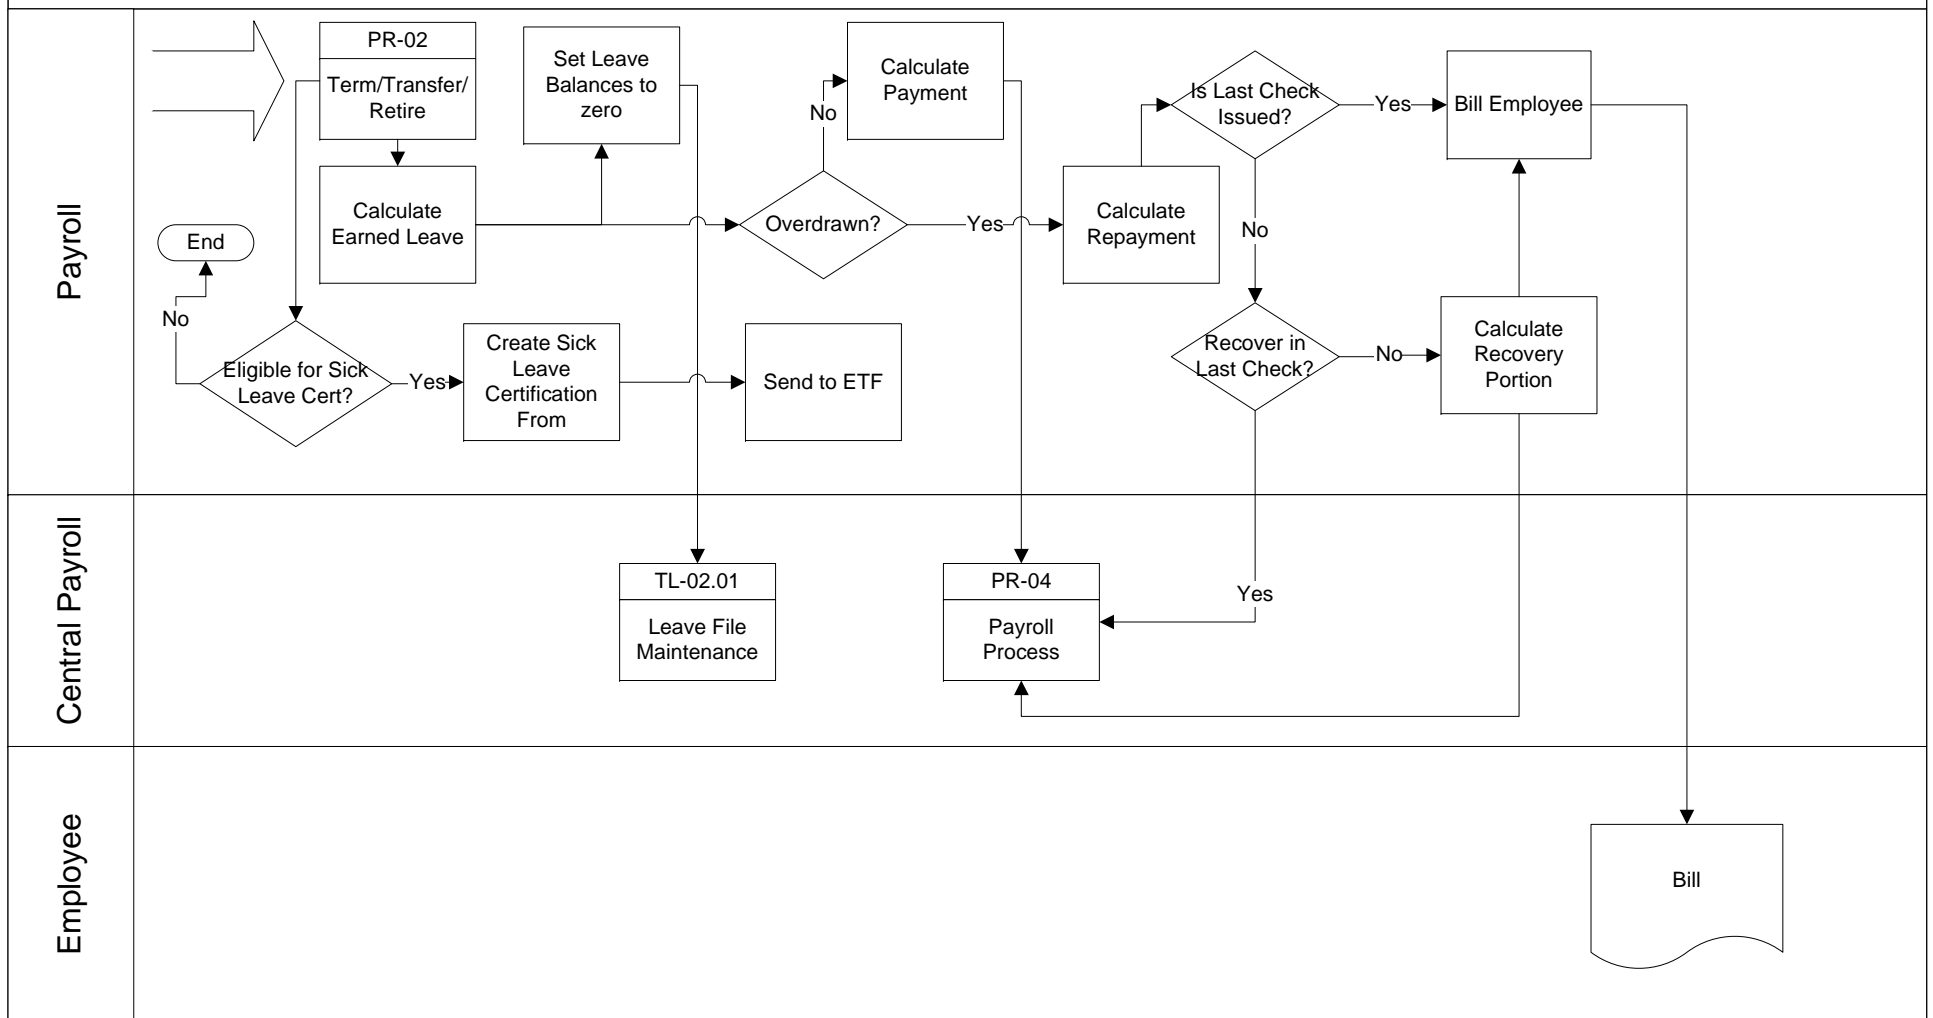 Payroll
PR-02
Term/Transfer/
Retire
Set Leave
Balances to
zero
Calculate
Payment
No
Is Last Check
Issued?
Yes
Bill Employee
Calculate
Earned Leave
Overdrawn?
Yes
Calculate
Repayment
No
End
No
Eligible for Sick
Leave Cert?
Yes
Create Sick
Leave
Certification
From
Send to ETF
Recover in
Last Check?
No
Calculate
Recovery
Portion
Central Payroll
TL-02.01
Leave File
Maintenance
PR-04
Payroll
Process
Yes
Employee
Bill